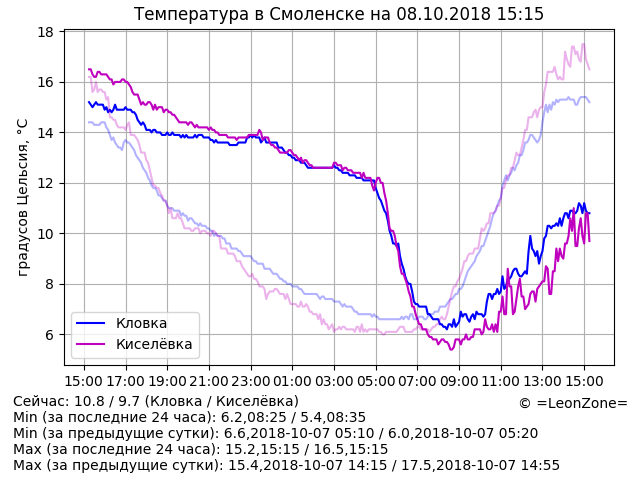 Температура в Смоленске на 08.10.2018 15:15
градусов Цельсия, °C
18
16
14
12
10
8
6
Кловка
Киселёвка
15:00 17:00 19:00 21:00 23:00 01:00 03:00 05:00 07:00 09:00 11:00 13:00 15:00
Сейчас: 10.8 / 9.7 (Кловка / Киселёвка)
© =LeonZone=
Min (за последние 24 часа): 6.2,08:25 / 5.4,08:35
Min (за предыдущие сутки): 6.6,2018-10-07 05:10 / 6.0,2018-10-07 05:20
Max (за последние 24 часа): 15.2,15:15 / 16.5,15:15
Max (за предыдущие сутки): 15.4,2018-10-07 14:15 / 17.5,2018-10-07 14:55